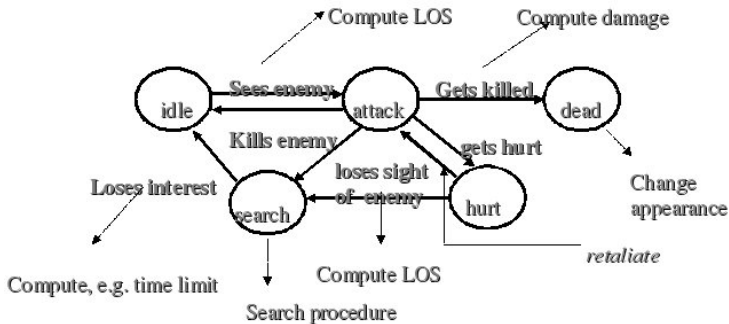 Compute LOS
Compute damage
Sees enemy
Gets killed
idle
attack
dead
Kills enemy
gets hurt
loses sight
of enemy
Loses interest
search
hurt
Change
appearance
retaliate
Compute LOS
Compute, e.g. time limit
Search procedure